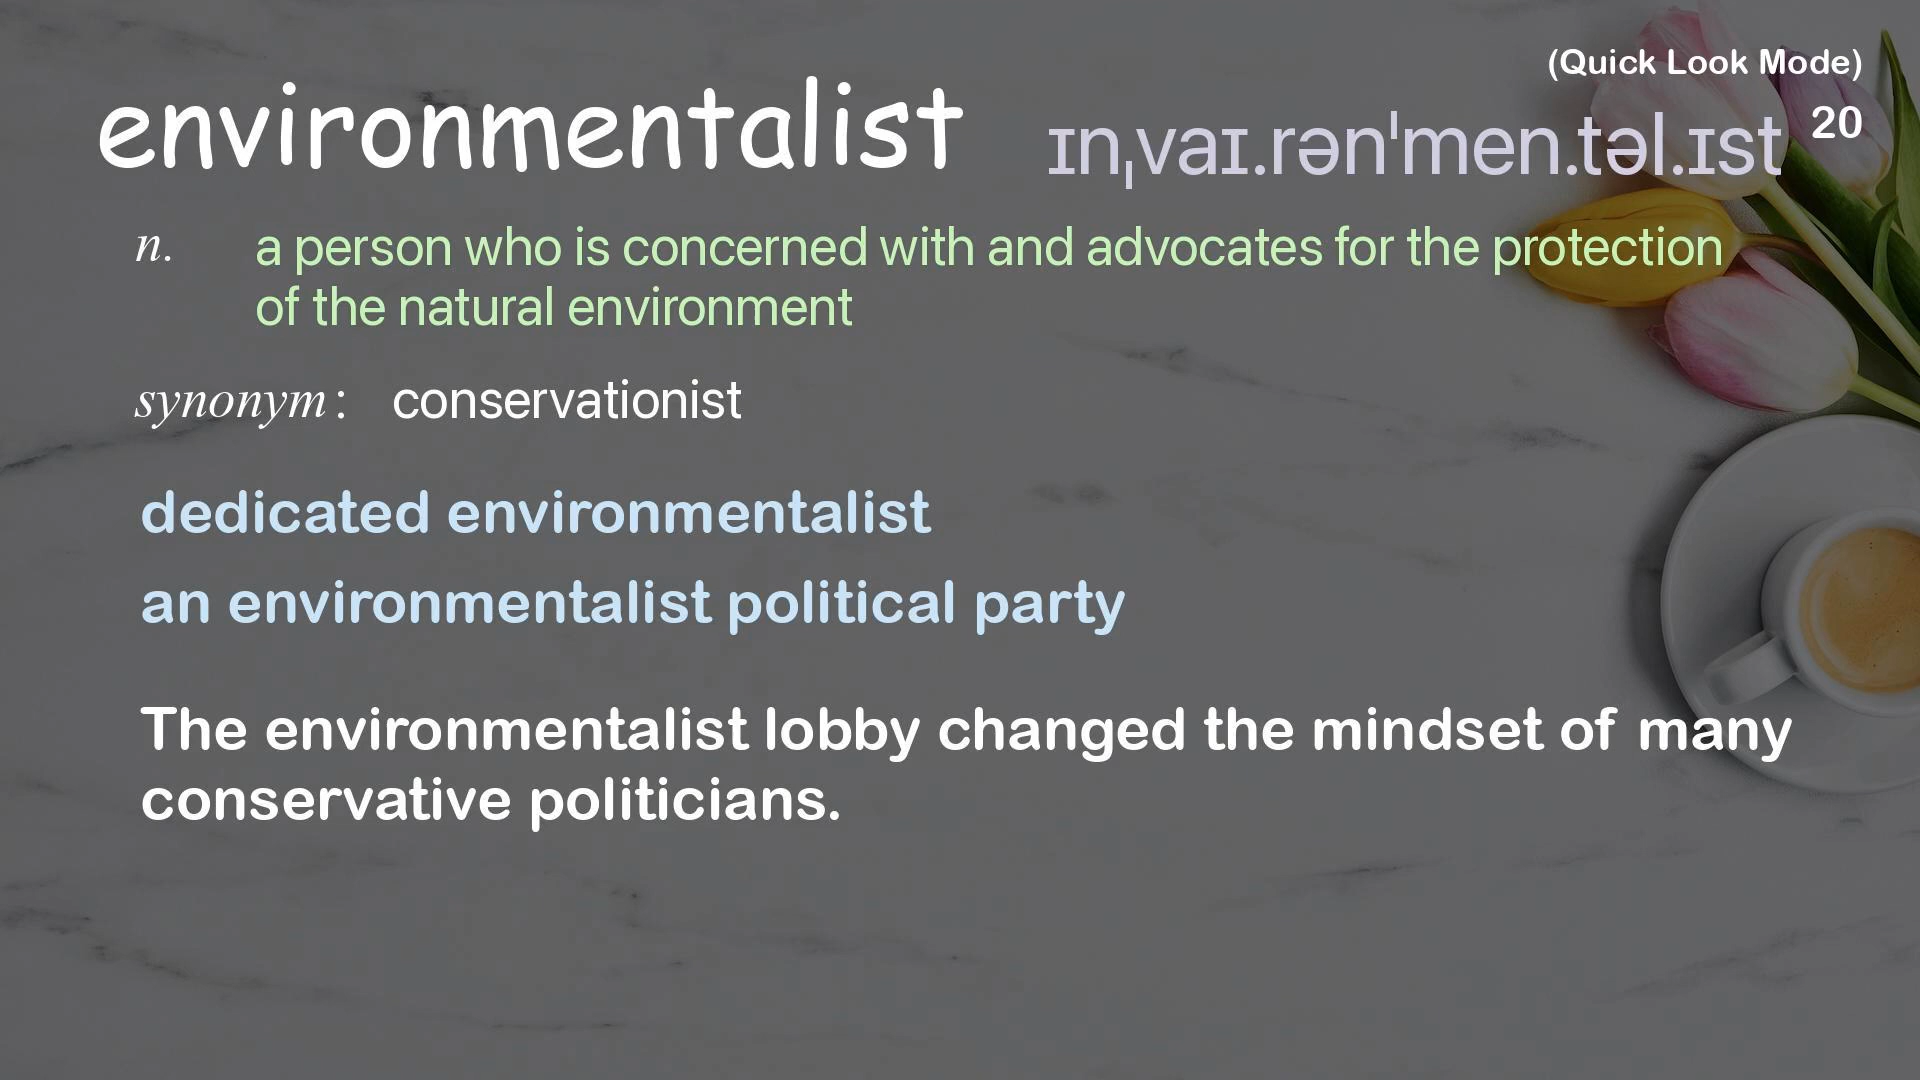 (Quick Look Mode)
environmentalist ɪnˌvaɪ.rənˈmen.təl.ɪst 20
n. a person who is concerned with and advocates for the protection
of the natural environment
synonym: conservationist
dedicated environmentalist
an environmentalist political party
The environmentalist lobby changed the mindset of many
conservative politicians.